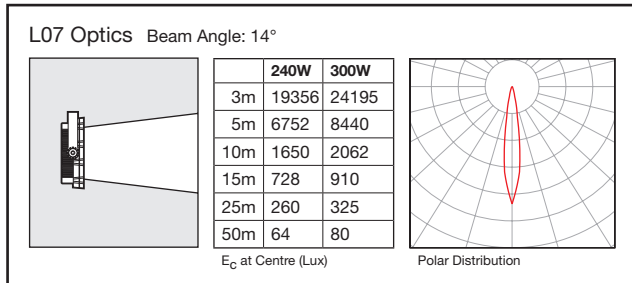 L07 Optics Beam Angle: 14°
240W 300W
3m 19356 24195
5m 6752 8440
10m 1650 2062
15m 728 910
25m 260 325
50m 64 80
EC at Centre (Lux)
Polar Distribution